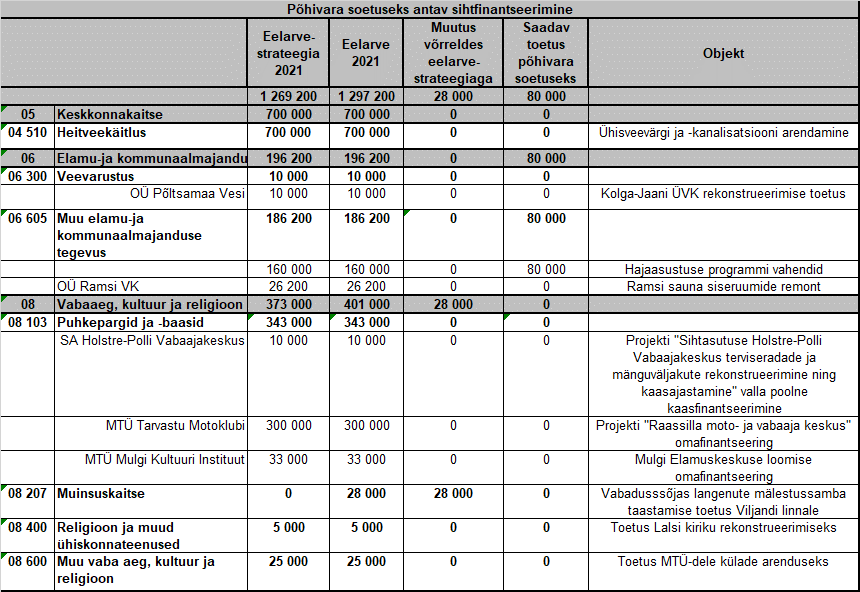 Põhivara soetuseks antav sihtfinantseerimine
Eelarve-strateegia 2021 Eelarve 2021 Muutus võrreldes eelarve-strateegiaga Saadav toetus põhivara soetuseks Objekt
1 269 200 1 297 200 28 000 80 000
05 Keskkonnakaitse 700 000 700 000 0 0
04 510 Heitveekäitlus 700 000 700 000 0 0 Ühisveevärgi ja -kanalisatsiooni arendamine
06 Elamu-ja kommunaalmajandu 196 200 196 200 0 80 000
06 300 Veevarustus 10 000 10 000 0 0
OÜ Põltsamaa Vesi 10 000 10 000 0 0 Kolga-Jaani ÜVK rekonstrueerimise toetus
06 605 Muu elamu-ja 186 200 186 200 0 80 000
kommunaalmajanduse
tegevus
160 000 160 000 0 80 000 Hajaasustuse programmi vahendid
OÜ Ramsi VK 26 200 26 200 0 0 Ramsi sauna siseruumide remont
08 Vabaaeg, kultuur ja religioon 373 000 401 000 28 000 0
08 103 Puhkepargid ja -baasid 343 000 343 000 0 0
SA Holstre-Polli Vabaajakeskus 10 000 10 000 0 0 Projekti "Sihtasutuse Holstre-Polli
Vabaajakeskus terviseradade ja
mänguväljakute rekonstrueerimine ning
kaasajastamine" valla poolne
kaasfinantseerimine
MTÜ Tarvastu Motoklubi 300 000 300 000 0 0 Projekti "Raassilla moto- ja vabaaja keskus"
omafinantseering
MTÜ Mulgi Kultuuri Instituut 33 000 33 000 0 0 Mulgi Elamuskeskuse loomise
omafinantseering
08 207 Muinsuskaitse 0 28 000 28 000 0 Vabadusssõjas langenute mälestussamba
taastamise toetus Viljandi linnale
08 400 Religioon ja muud 5 000 5 000 0 0 Toetus Lalsi kiriku rekonstrueerimiseks
ühiskonnateenused
08 600 Muu vaba aeg, kultuur ja 25 000 25 000 0 0 Toetus MTÜ-dele külade arenduseks
religioon